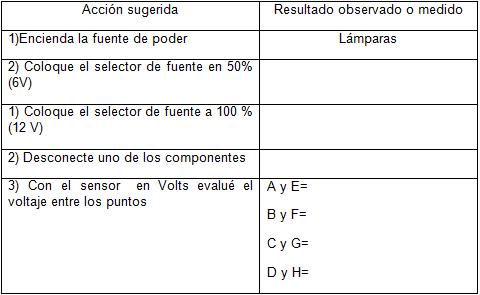 Acción sugerida Resultado observado o medido
1)Encienda la fuente de poder Lámparas
2) Coloque el selector de fuente en 50%
(6V)
1) Coloque el selector de fuente a 100 %
(12 V)
2) Desconecte uno de los componentes
3) Con el sensor en Volts evalué el
voltaje entre los puntos
A y E=
B y F=
C y G=
D y H=